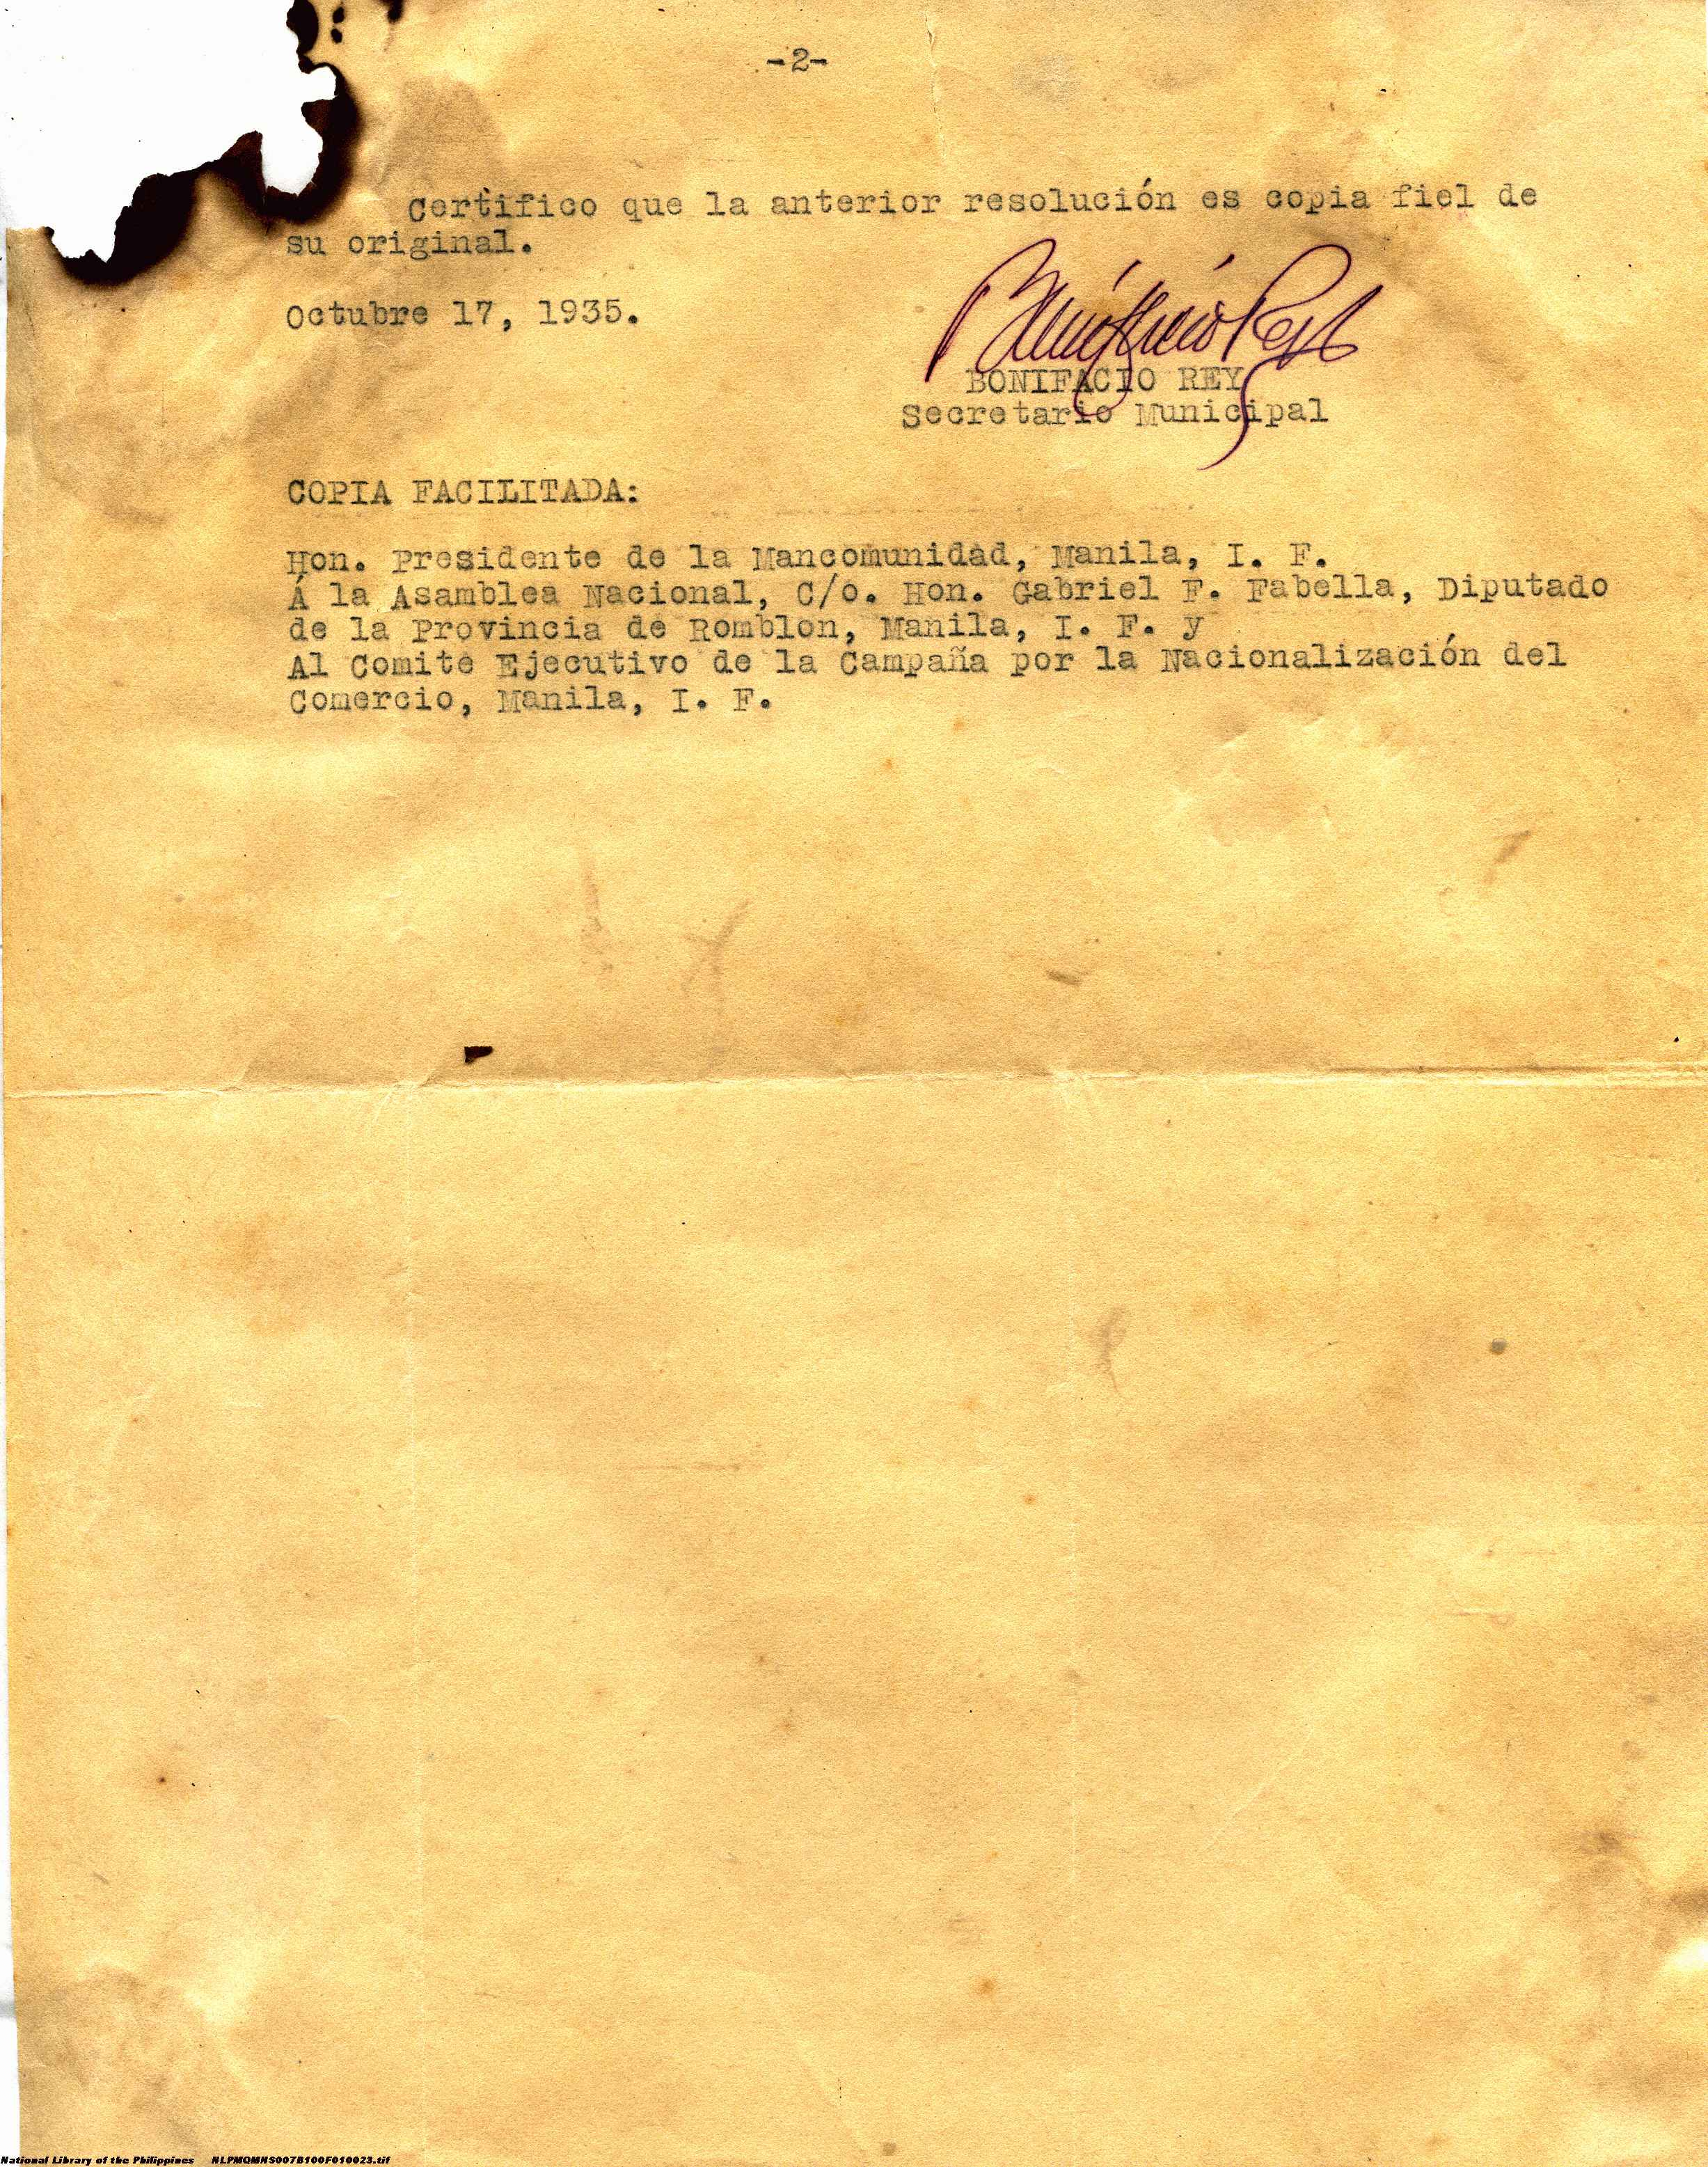 -2-
Certifico que la anterior resolución es copia fiel de
su original.
Octubre 17, 1935.
Bonifacio Rey
BONIFACIO REY
Secretario Municipal
COPIA FACILITADA:
Hon. Presidente de la Mancomunidad, Manila, I. F.
Á la Asamblea Nacional, C/o. Hon. Gabriel F. Fabella, Diputado
de la Provincia de Romblon, Manila, I. F. y
Al Comite Ejecutivo de la Campaña por la Nacionalización del
Comercio, Manila, I. F.
National Library of the Philippines NLPMQMNS007B100F010023.tif